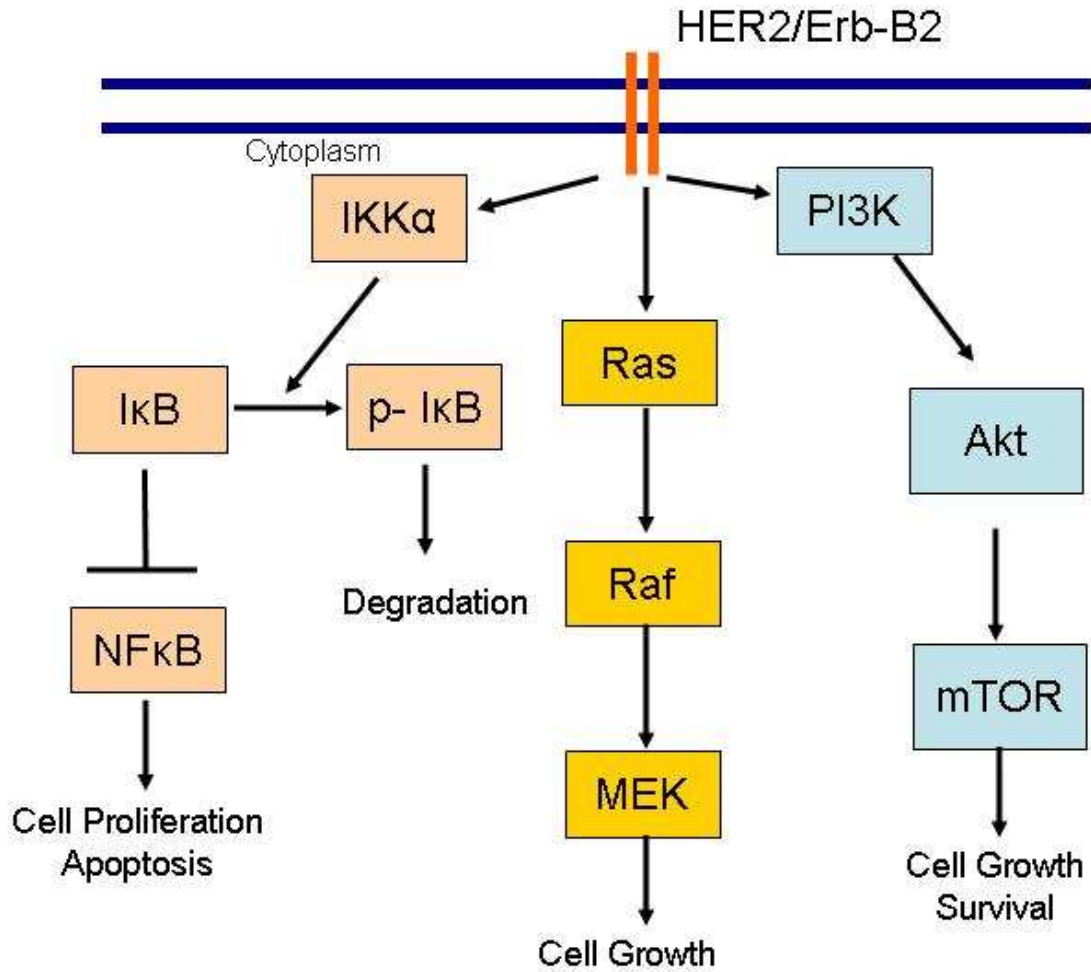 HER2/Erb-B2
Cytoplasm
IKKα
PI3K
Ras
IκB
p- IκB
Akt
Raf
Degradation
NFκB
mTOR
MEK
Cell Proliferation
Apoptosis
Cell Growth
Survival
Cell Growth